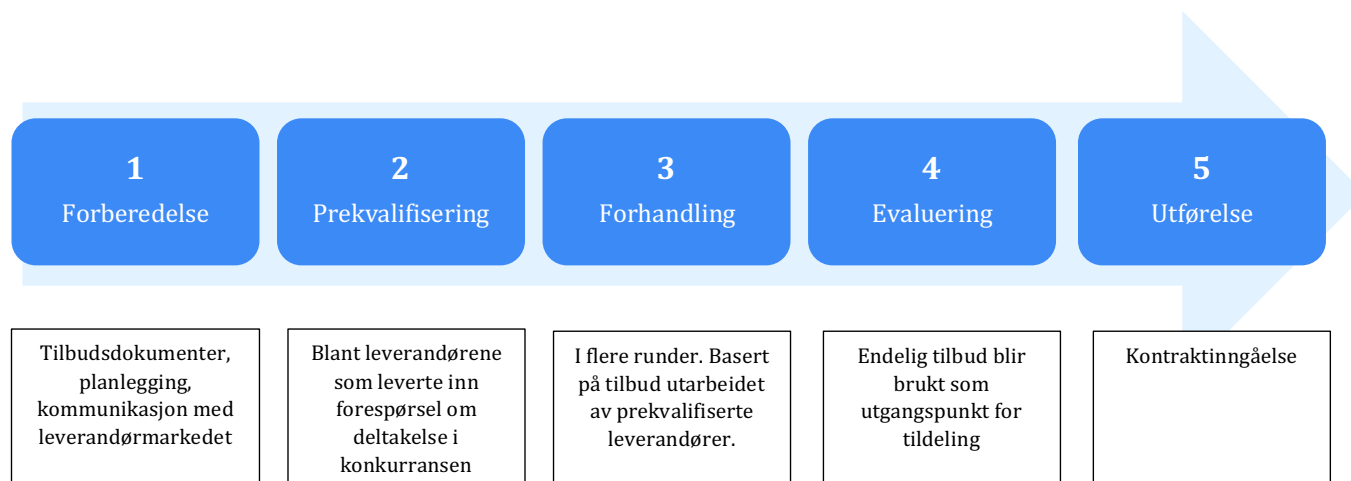 1
Forberedelse
2
Prekvalifisering
3
Forhandling
4
Evaluering
5
Utførelse
Tilbudsdokumenter,
planlegging,
kommunikasjon med
leverandørmarkedet
Blant leverandørene
som leverte inn
forespørsel om
deltakelse i
konkurransen
I flere runder. Basert
på tilbud utarbeidet
av prekvalifiserte
leverandører.
Endelig tilbud blir
brukt som
utgangspunkt for
tildeling
Kontraktinngåelse